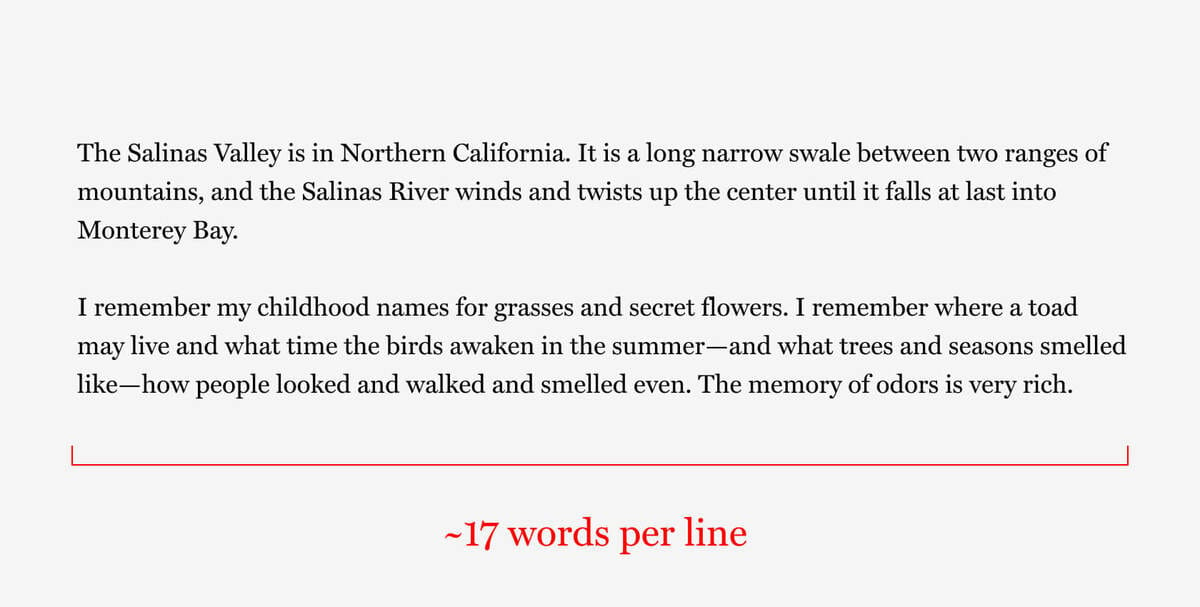 The Salinas Valley is in Northern California. It is a long narrow swale between two ranges of
mountains, and the Salinas River winds and twists up the center until it falls at last into
Monterey Bay.
I remember my childhood names for grasses and secret flowers. I remember where a toad
may live and what time the birds awaken in the summer—and what trees and seasons smelled
like—how people looked and walked and smelled even. The memory of odors is very rich.
~17 words per line